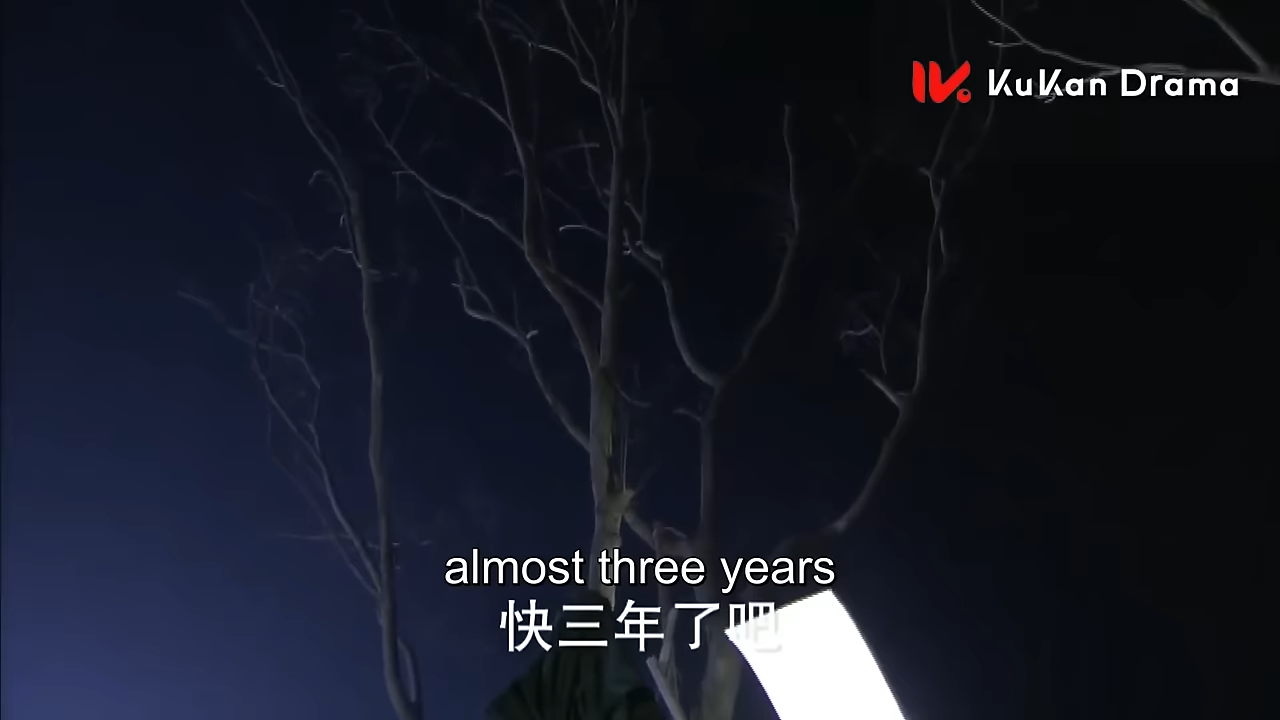 KuKan Drama
almost three years
快三年了吧